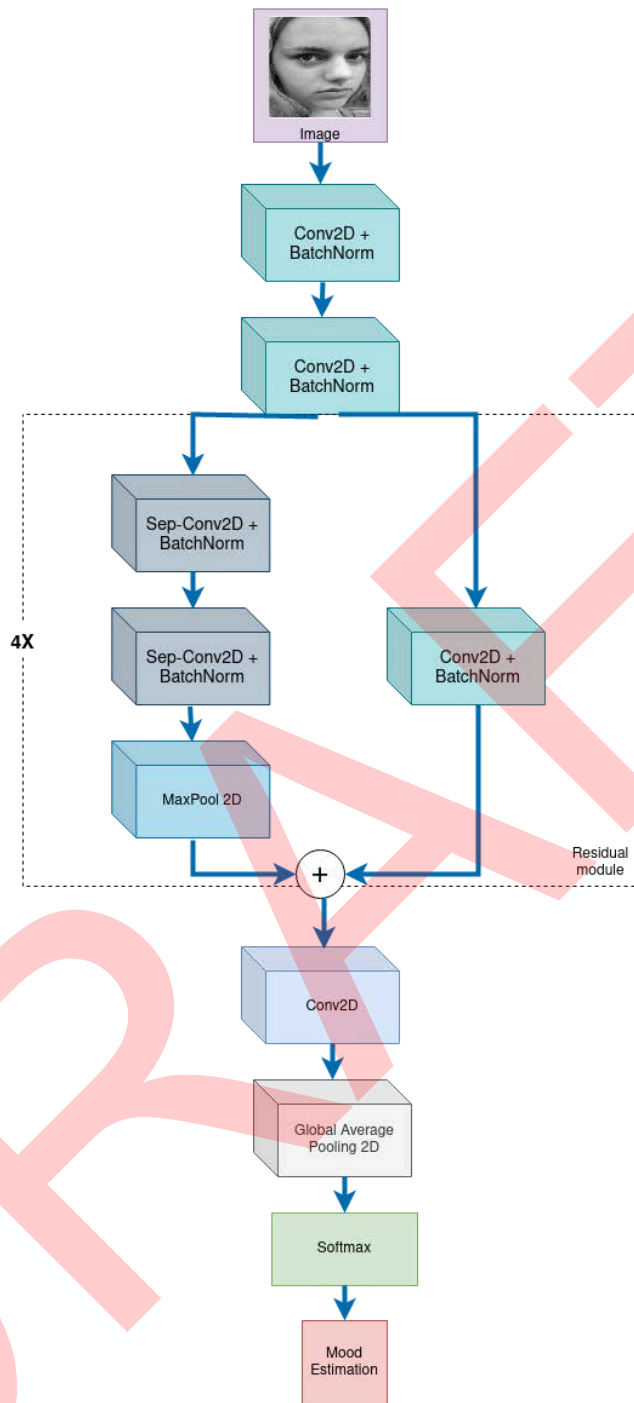 Image
Conv2D +
BatchNorm
Conv2D +
BatchNorm
Sep-Conv2D +
BatchNorm
4X
Sep-Conv2D +
BatchNorm
Conv2D +
BatchNorm
MaxPool 2D
Residual
module
+
Conv2D
Global Average
Pooling 2D
Softmax
Mood
Estimation